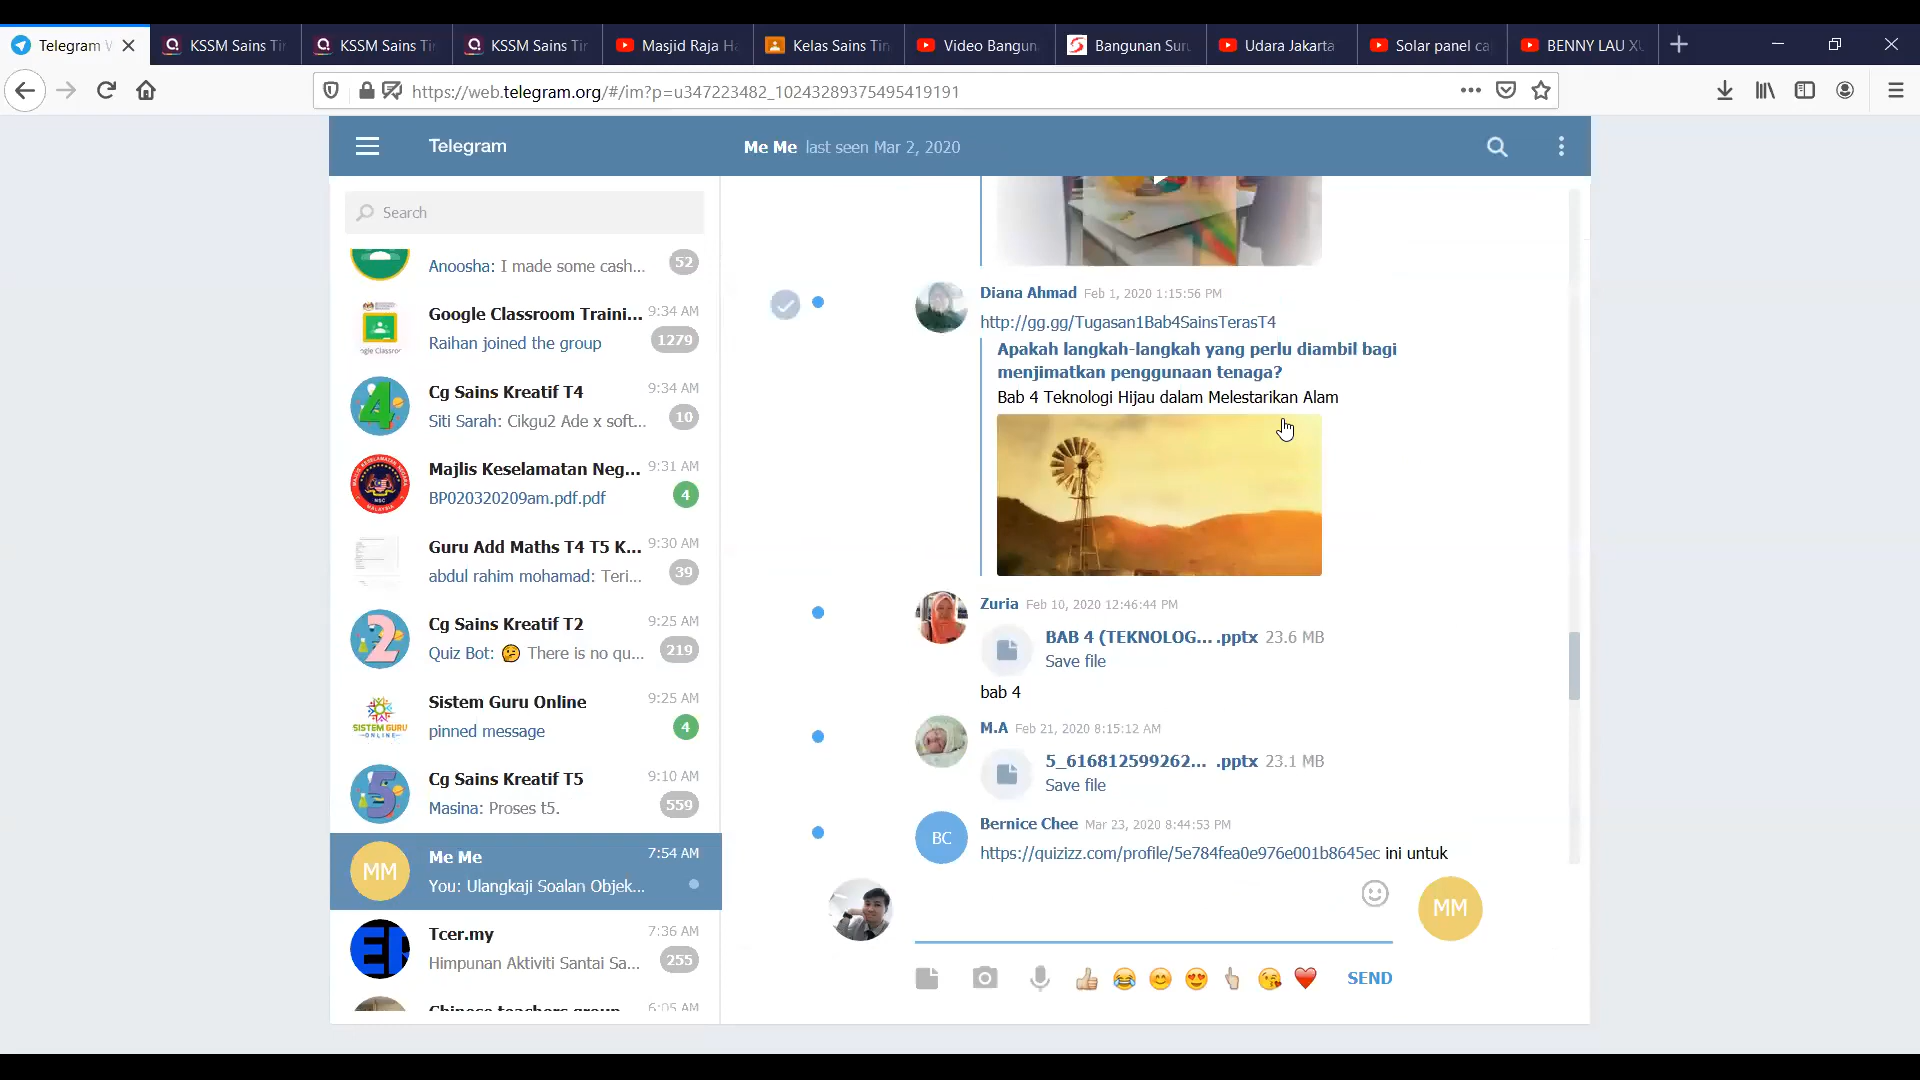 Telegram W
KSSM Sains Tin
KSSM Sains Tin
KSSM Sains Tin
Masjid Raja Ha
Kelas Sains Tin
Video Bangun
Bangunan Suru
Udara Jakarta
Solar panel ca
BENNY LAU XU
https://web.telegram.org/#/im?p=u347223482_10243289375495419191
Telegram
Me Me last seen Mar 2, 2020
Search
Anoosha: I made some cash...
52
Google Classroom Traini... 9:34 AM
Raihan joined the group 1279
Cg Sains Kreatif T4 9:34 AM
Siti Sarah: Cikgu2 Ade x soft... 10
Majlis Keselamatan Neg... 9:31 AM
BP020320209am.pdf.pdf 4
Guru Add Maths T4 T5 K... 9:30 AM
abdul rahim mohamad: Teri... 39
Cg Sains Kreatif T2 9:25 AM
Quiz Bot: 🤔 There is no qu... 219
Sistem Guru Online 9:25 AM
pinned message 4
SISTEM GURU
ONLINE
Cg Sains Kreatif T5 9:10 AM
Masina: Proses t5. 559
MM
Me Me 7:54 AM
You: Ulangkaji Soalan Objek...
Tcer.my 7:36 AM
Himpunan Aktiviti Santai Sa... 255
Chinese teachers group 6:05 AM
Diana Ahmad Feb 1, 2020 1:15:56 PM
http://gg.gg/Tugasan1Bab4SainsTerasT4
Apakah langkah-langkah yang perlu diambil bagi
menjimatkan penggunaan tenaga?
Bab 4 Teknologi Hijau dalam Melestarikan Alam
Zuria Feb 10, 2020 12:46:44 PM
BAB 4 (TEKNOLOG... .pptx 23.6 MB
Save file
bab 4
M.A Feb 21, 2020 8:15:12 AM
5_616812599262... .pptx 23.1 MB
Save file
BC
Bernice Chee Mar 23, 2020 8:44:53 PM
https://quizizz.com/profile/5e784fea0e976e001b8645ec ini untuk
MM
SEND